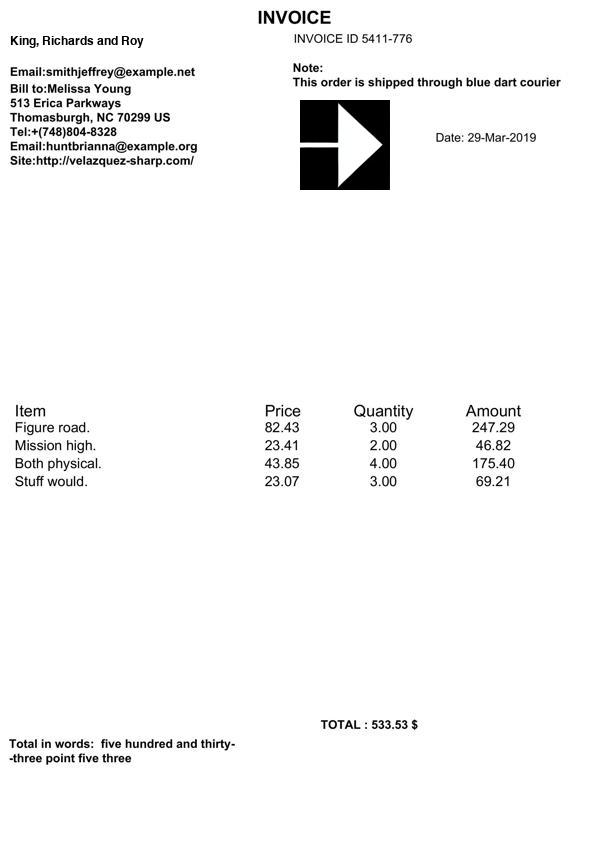 INVOICE
King, Richards and Roy
INVOICE ID 5411-776
Email:smithjeffrey@example.net
Bill to:Melissa Young
513 Erica Parkways
Thomasburgh, NC 70299 US
Tel:+(748)804-8328
Email:huntbrianna@example.org
Site:http://velazquez-sharp.com/
Note:
This order is shipped through blue dart courier
Date: 29-Mar-2019
Item Price Quantity Amount
Figure road. 82.43 3.00 247.29
Mission high. 23.41 2.00 46.82
Both physical. 43.85 4.00 175.40
Stuff would. 23.07 3.00 69.21
TOTAL : 533.53 $
Total in words:  five hundred and thirty-
-three point five three